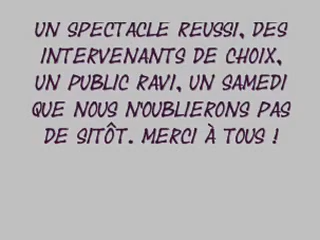 UN SPECTACLE REUSSI, DES
INTERVENANTS DE CHOIX,
UN PUBLIC RAVI, UN SAMEDI
QUE NOUS N'OUBLIERONS PAS
DE SITÔT. MERCI À TOUS !